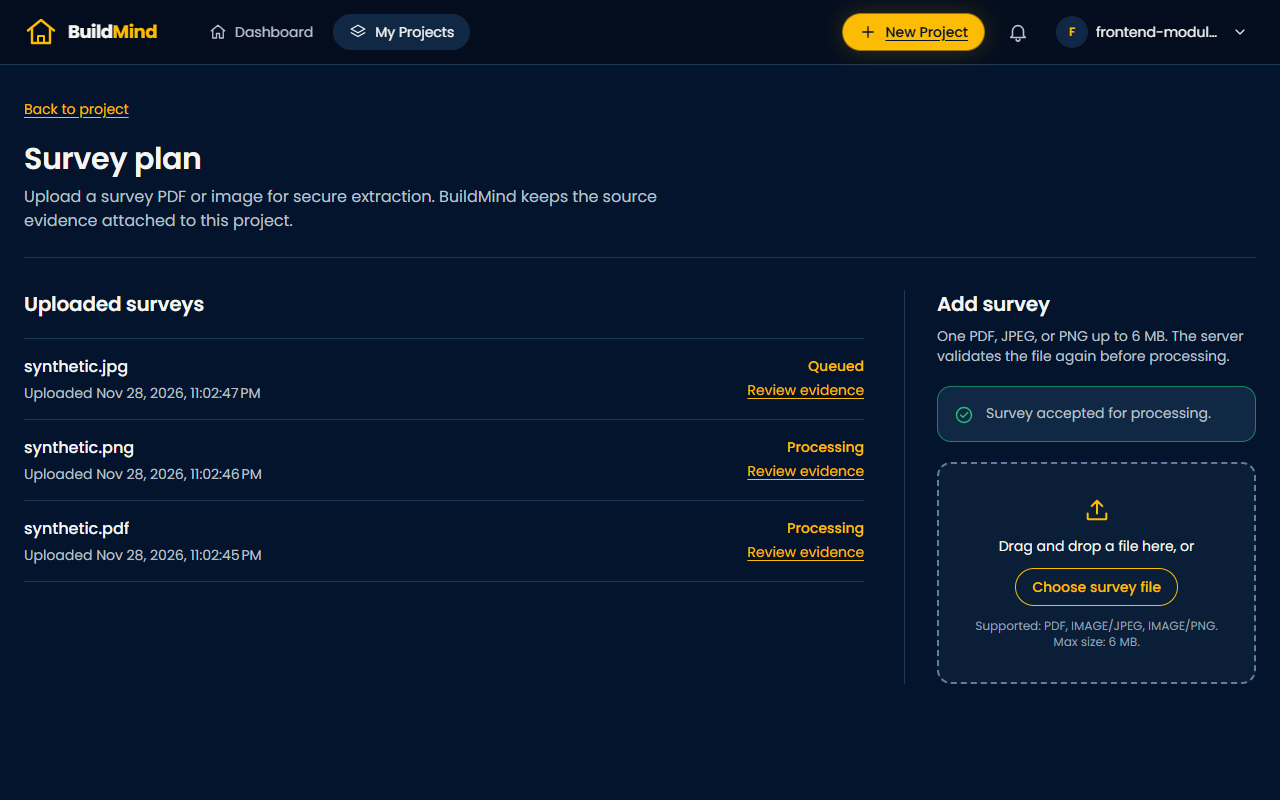 BuildMind
Dashboard
My Projects
New Project
F
frontend-modul...
Back to project
Survey plan
Upload a survey PDF or image for secure extraction. BuildMind keeps the source
evidence attached to this project.
Uploaded surveys
synthetic.jpg
Queued
Uploaded Nov 28, 2026, 11:02:47 PM
Review evidence
synthetic.png
Processing
Uploaded Nov 28, 2026, 11:02:46 PM
Review evidence
synthetic.pdf
Processing
Uploaded Nov 28, 2026, 11:02:45 PM
Review evidence
Add survey
One PDF, JPEG, or PNG up to 6 MB. The server
validates the file again before processing.
Survey accepted for processing.
Drag and drop a file here, or
Choose survey file
Supported: PDF, IMAGE/JPEG, IMAGE/PNG.
Max size: 6 MB.